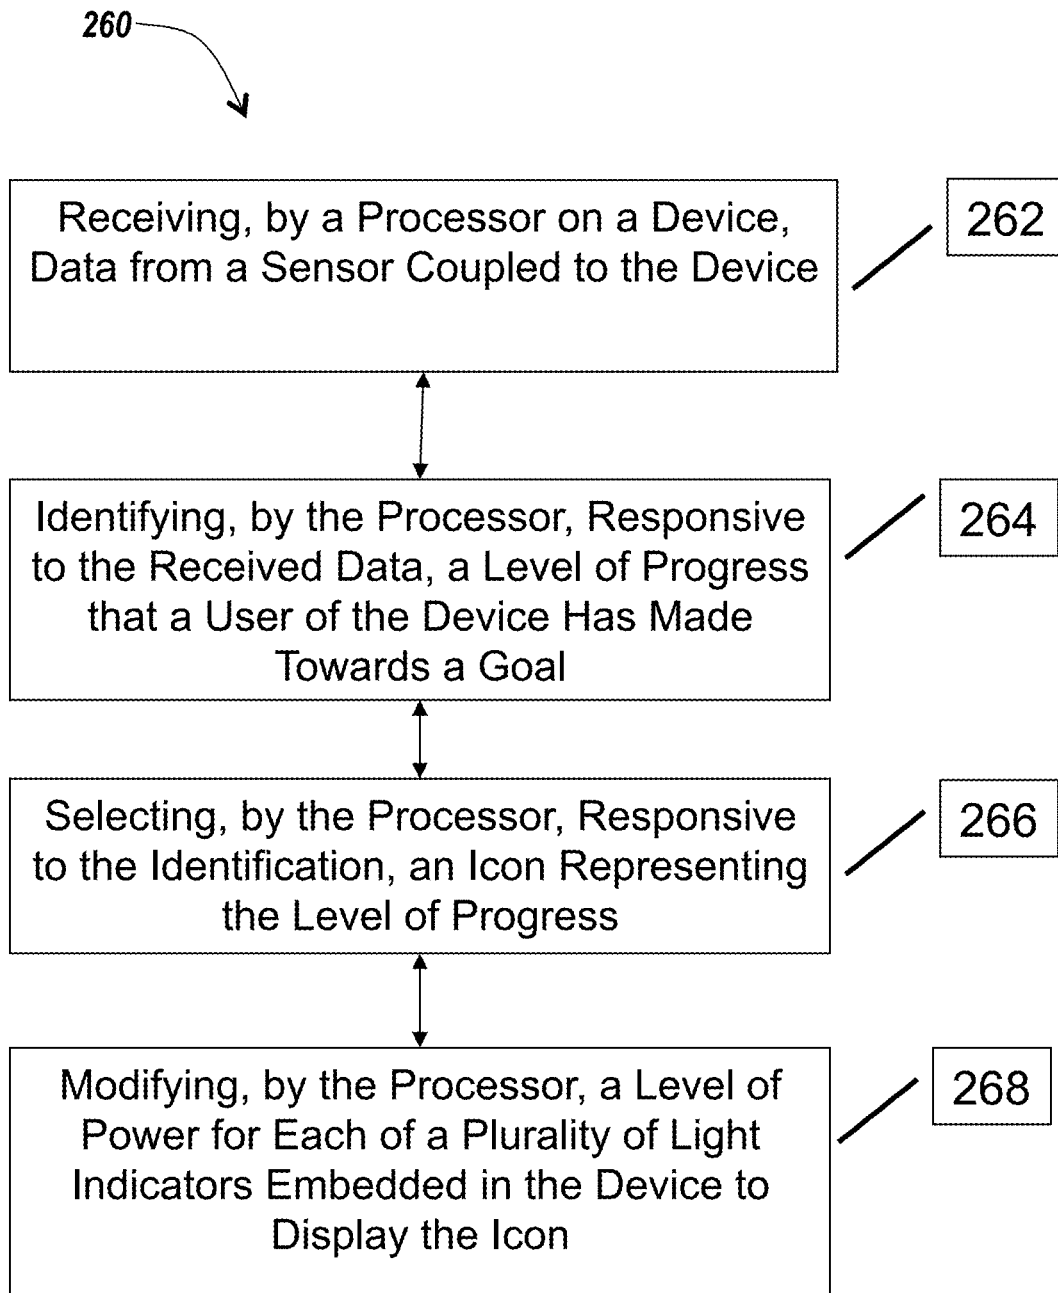 260
Receiving, by a Processor on a Device,
Data from a Sensor Coupled to the Device
262
Identifying, by the Processor, Responsive
to the Received Data, a Level of Progress
that a User of the Device Has Made
Towards a Goal
264
Selecting, by the Processor, Responsive
to the Identification, an Icon Representing
the Level of Progress
266
Modifying, by the Processor, a Level of
Power for Each of a Plurality of Light
Indicators Embedded in the Device to
Display the Icon
268